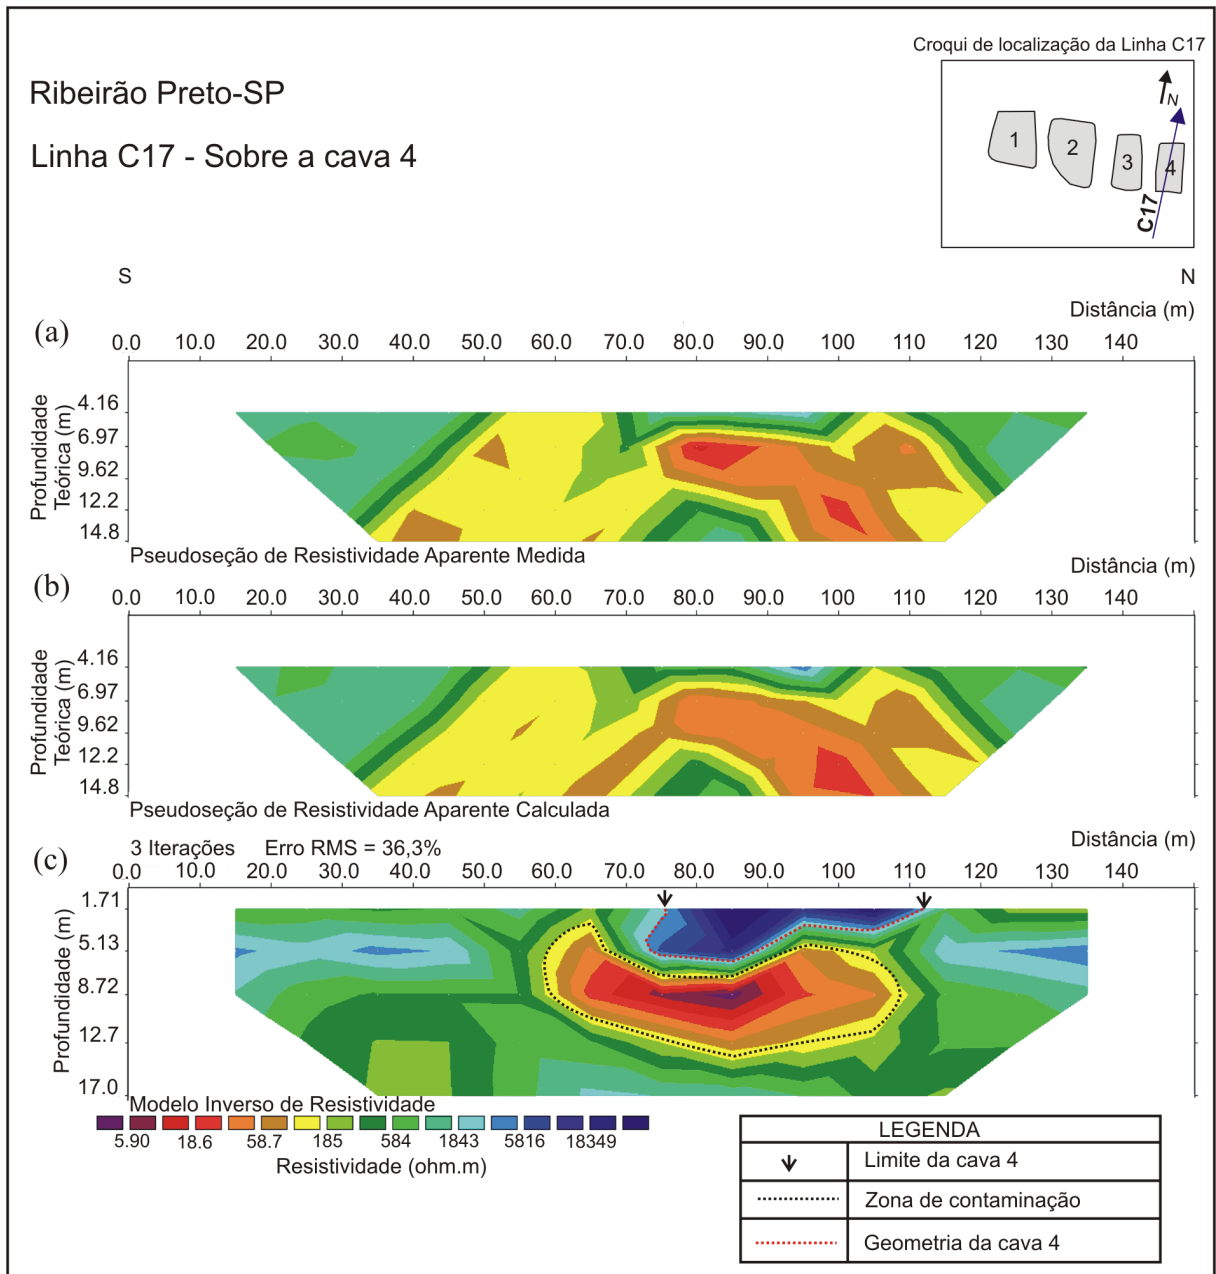 Croqui de localização da Linha C17
Ribeirão Preto-SP
Linha C17 - Sobre a cava 4
N
1 2 3 4
C17
S N
Distância (m)
(a)
0.0 10.0 20.0 30.0 40.0 50.0 60.0 70.0 80.0 90.0 100 110 120 130 140
Profundidade
Teórica (m)
4.16
6.97
9.62
12.2
14.8
Pseudoseção de Resistividade Aparente Medida
Distância (m)
(b)
0.0 10.0 20.0 30.0 40.0 50.0 60.0 70.0 80.0 90.0 100 110 120 130 140
Profundidade
Teórica (m)
4.16
6.97
9.62
12.2
14.8
Pseudoseção de Resistividade Aparente Calculada
Distância (m)
3 Iterações Erro RMS = 36,3%
(c)
0.0 10.0 20.0 30.0 40.0 50.0 60.0 70.0 80.0 90.0 100 110 120 130 140
Profundidade (m)
1.71
5.13
8.72
12.7
17.0
Modelo Inverso de Resistividade
5.90 18.6 58.7 185 584 1843 5816 18349
Resistividade (ohm.m)
LEGENDA
Limite da cava 4
Zona de contaminação
Geometria da cava 4